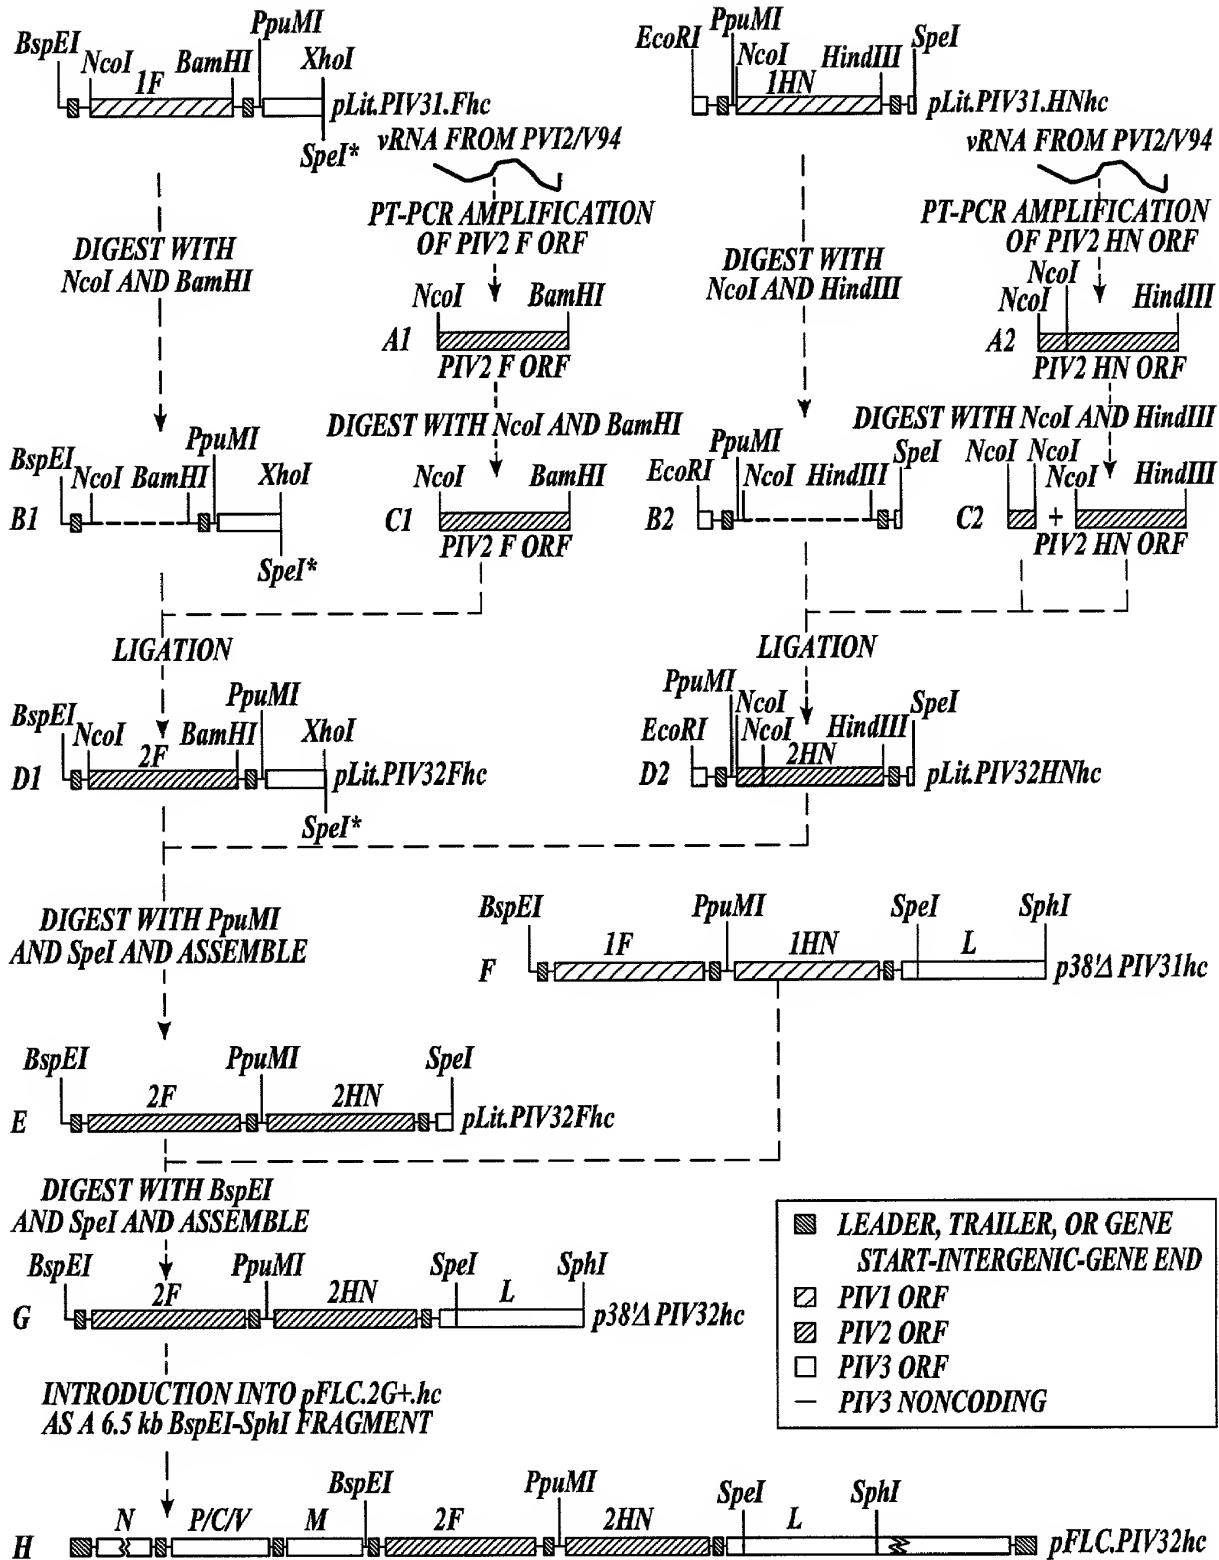 BspEI NcoI 1F BamHI PpuMI XhoI pLit.PIV31.Fhc
SpeI*
EcoRI PpuMI NcoI 1HN HindIII SpeI pLit.PIV31.HNhc
vRNA FROM PVI2/V94
PT-PCR AMPLIFICATION
OF PIV2 F ORF
vRNA FROM PVI2/V94
PT-PCR AMPLIFICATION
OF PIV2 HN ORF
DIGEST WITH
NcoI AND BamHI
NcoI BamHI
A1
PIV2 F ORF
DIGEST WITH
NcoI AND HindIII
NcoI
NcoI HindIII
A2
PIV2 HN ORF
DIGEST WITH NcoI AND BamHI
DIGEST WITH NcoI AND HindIII
BspEI NcoI BamHI PpuMI XhoI
B1
SpeI*
NcoI BamHI
C1
PIV2 F ORF
EcoRI PpuMI NcoI HindIII SpeI
B2
NcoI NcoI
NcoI HindIII
C2 +
PIV2 HN ORF
LIGATION
LIGATION
BspEI NcoI 2F BamHI PpuMI XhoI
D1 pLit.PIV32Fhc
SpeI*
EcoRI PpuMI NcoI NcoI 2HN HindIII SpeI
D2 pLit.PIV32HNhc
DIGEST WITH PpuMI
AND SpeI AND ASSEMBLE
BspEI PpuMI SpeI SphI
1F 1HN L
F p38'Δ PIV31hc
BspEI PpuMI SpeI
2F 2HN
E pLit.PIV32Fhc
DIGEST WITH BspEI
AND SpeI AND ASSEMBLE
BspEI PpuMI SpeI SphI
2F 2HN L
G p38'Δ PIV32hc
LEADER, TRAILER, OR GENE
START-INTERGENIC-GENE END
PIV1 ORF
PIV2 ORF
PIV3 ORF
PIV3 NONCODING
INTRODUCTION INTO pFLC.2G+.hc
AS A 6.5 kb BspEI-SphI FRAGMENT
BspEI PpuMI SpeI SphI
N P/C/V M 2F 2HN L
H pFLC.PIV32hc